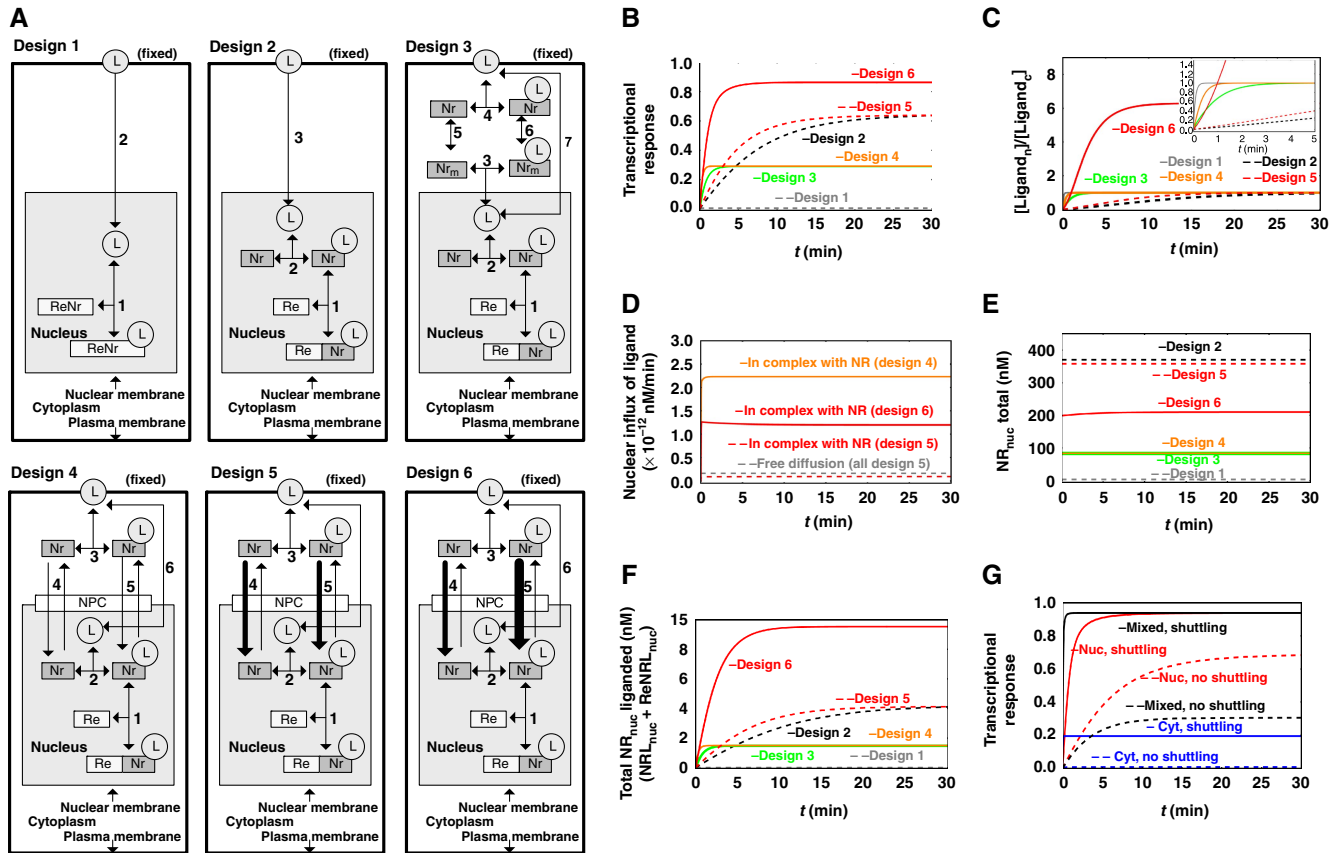 A
Design 1
(fixed)
L
2
L
ReNr
1
L
Nucleus
ReNr
Nuclear membrane
Cytoplasm
Plasma membrane
Design 2
(fixed)
L
3
L
L
Nr
Nr
2
Re
1
Nucleus
L
Re
Nr
Nuclear membrane
Cytoplasm
Plasma membrane
Design 3
(fixed)
L
L
Nr
Nr
4
5
6
7
L
Nrm
3
Nrm
L
L
Nr
Nr
2
Re
1
Nucleus
L
Re
Nr
Nuclear membrane
Cytoplasm
Plasma membrane
Design 4
(fixed)
L
L
Nr
Nr
3
6
4
5
NPC
L
L
Nr
Nr
2
Re
1
Nucleus
L
Re
Nr
Nuclear membrane
Cytoplasm
Plasma membrane
Design 5
(fixed)
L
L
Nr
Nr
3
6
4
5
NPC
L
L
Nr
Nr
2
Re
1
Nucleus
L
Re
Nr
Nuclear membrane
Cytoplasm
Plasma membrane
Design 6
(fixed)
L
L
Nr
Nr
3
6
4
5
NPC
L
L
Nr
Nr
2
Re
1
Nucleus
L
Re
Nr
Nuclear membrane
Cytoplasm
Plasma membrane
B
Transcriptional
response
1.0
0.8
0.6
0.4
0.2
0.0
–Design 6
– –Design 5
–Design 2
–Design 4
–Design 3
– –Design 1
0 5 10 15 20 25 30
t (min)
C
[Ligandn]/[Ligandc]
8
6
4
2
0
–Design 6
1.4
1.2
1.0
0.8
0.6
0.4
0.2
0.0
0 1 2 3 4 5
t (min)
–Design 1
– –Design 2
–Design 3
–Design 4
– –Design 5
0 5 10 15 20 25 30
t (min)
D
Nuclear influx of ligand
(×10−12 nM/min)
3.0
2.5
2.0
1.5
1.0
0.5
0.0
–In complex with NR (design 4)
–In complex with NR (design 6)
– –In complex with NR (design 5)
– –Free diffusion (all design 5)
0 5 10 15 20 25 30
t (min)
E
NRnuc total (nM)
400
300
200
100
0
–Design 2
– –Design 5
–Design 6
–Design 4
–Design 3
– –Design 1
0 5 10 15 20 25 30
t (min)
F
Total NRnuc liganded (nM)
(NRLnuc + ReNRLnuc)
15
8
4
2
0
–Design 6
– –Design 5
–Design 2
–Design 4
–Design 3
– –Design 1
0 5 10 15 20 25 30
t (min)
G
Transcriptional
response
1.0
0.8
0.6
0.4
0.2
0.0
–Mixed, shuttling
–Nuc, shuttling
– –Nuc, no shuttling
– –Mixed, no shuttling
– Cyt, shuttling
– – Cyt, no shuttling
0 5 10 15 20 25 30
t (min)